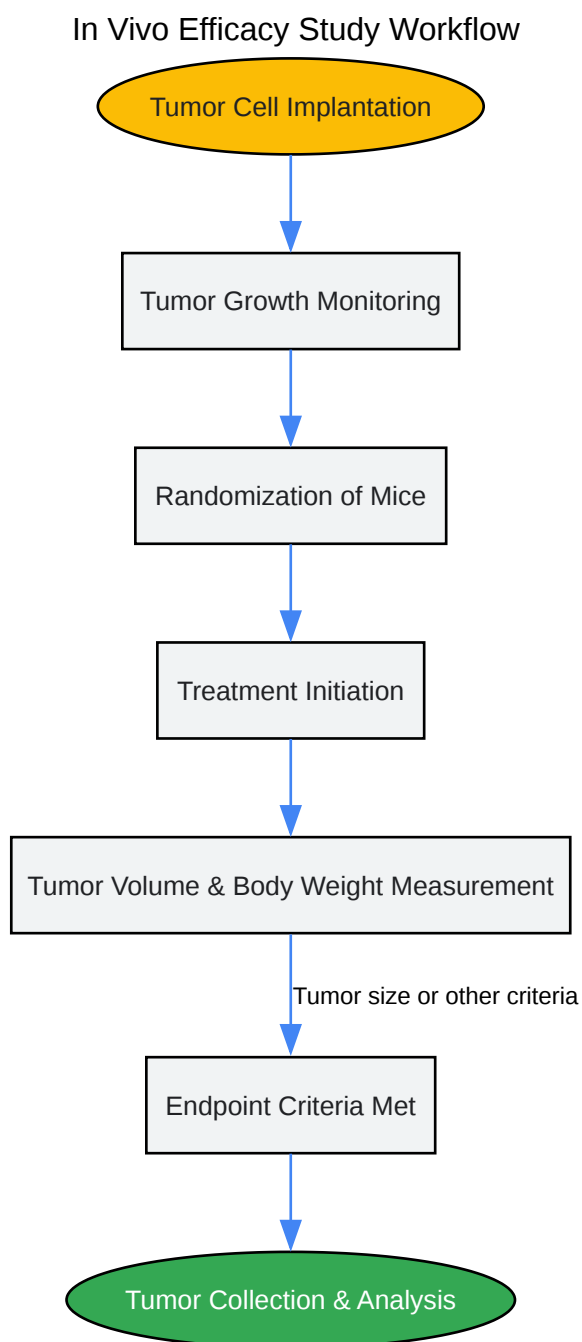 In Vivo Efficacy Study Workflow
Tumor Cell Implantation
Tumor Growth Monitoring
Randomization of Mice
Treatment Initiation
Tumor Volume & Body Weight Measurement
Tumor size or other criteria
Endpoint Criteria Met
Tumor Collection & Analysis